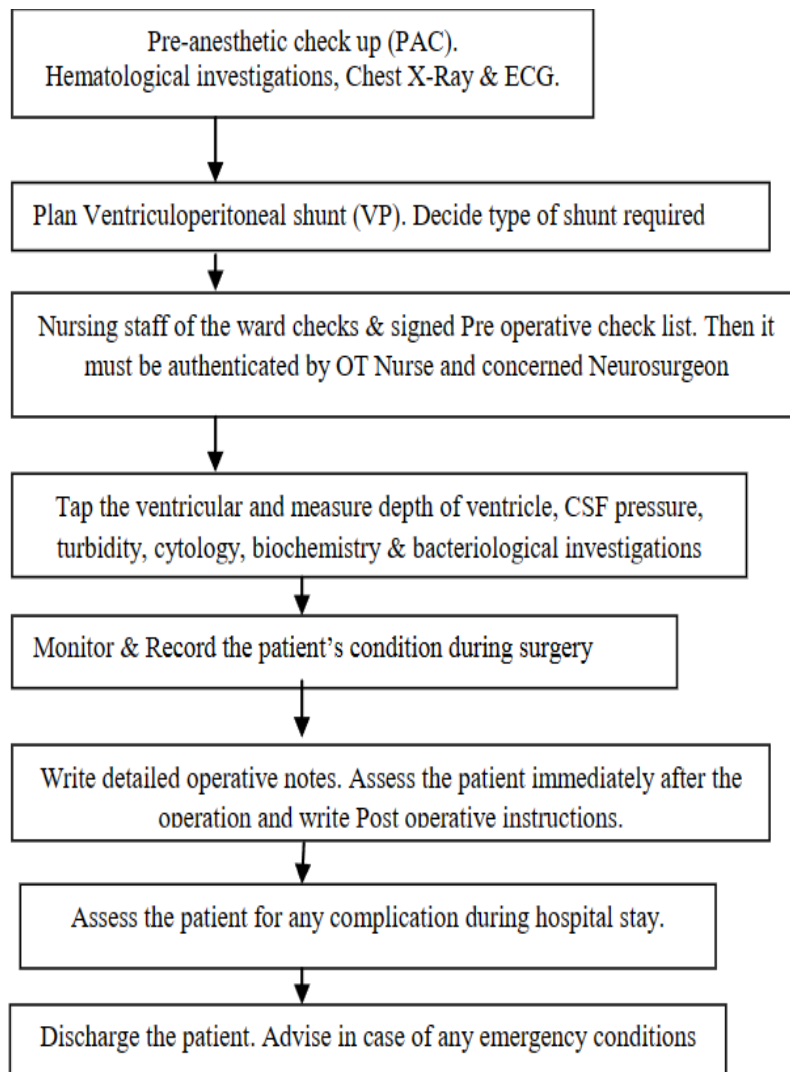 Pre-anesthetic check up (PAC).
Hematological investigations, Chest X-Ray & ECG.
Plan Ventriculoperitoneal shunt (VP). Decide type of shunt required
Nursing staff of the ward checks & signed Pre operative check list. Then it
must be authenticated by OT Nurse and concerned Neurosurgeon
Tap the ventricular and measure depth of ventricle, CSF pressure,
turbidity, cytology, biochemistry & bacteriological investigations
Monitor & Record the patient's condition during surgery
Write detailed operative notes. Assess the patient immediately after the
operation and write Post operative instructions.
Assess the patient for any complication during hospital stay.
Discharge the patient. Advise in case of any emergency conditions